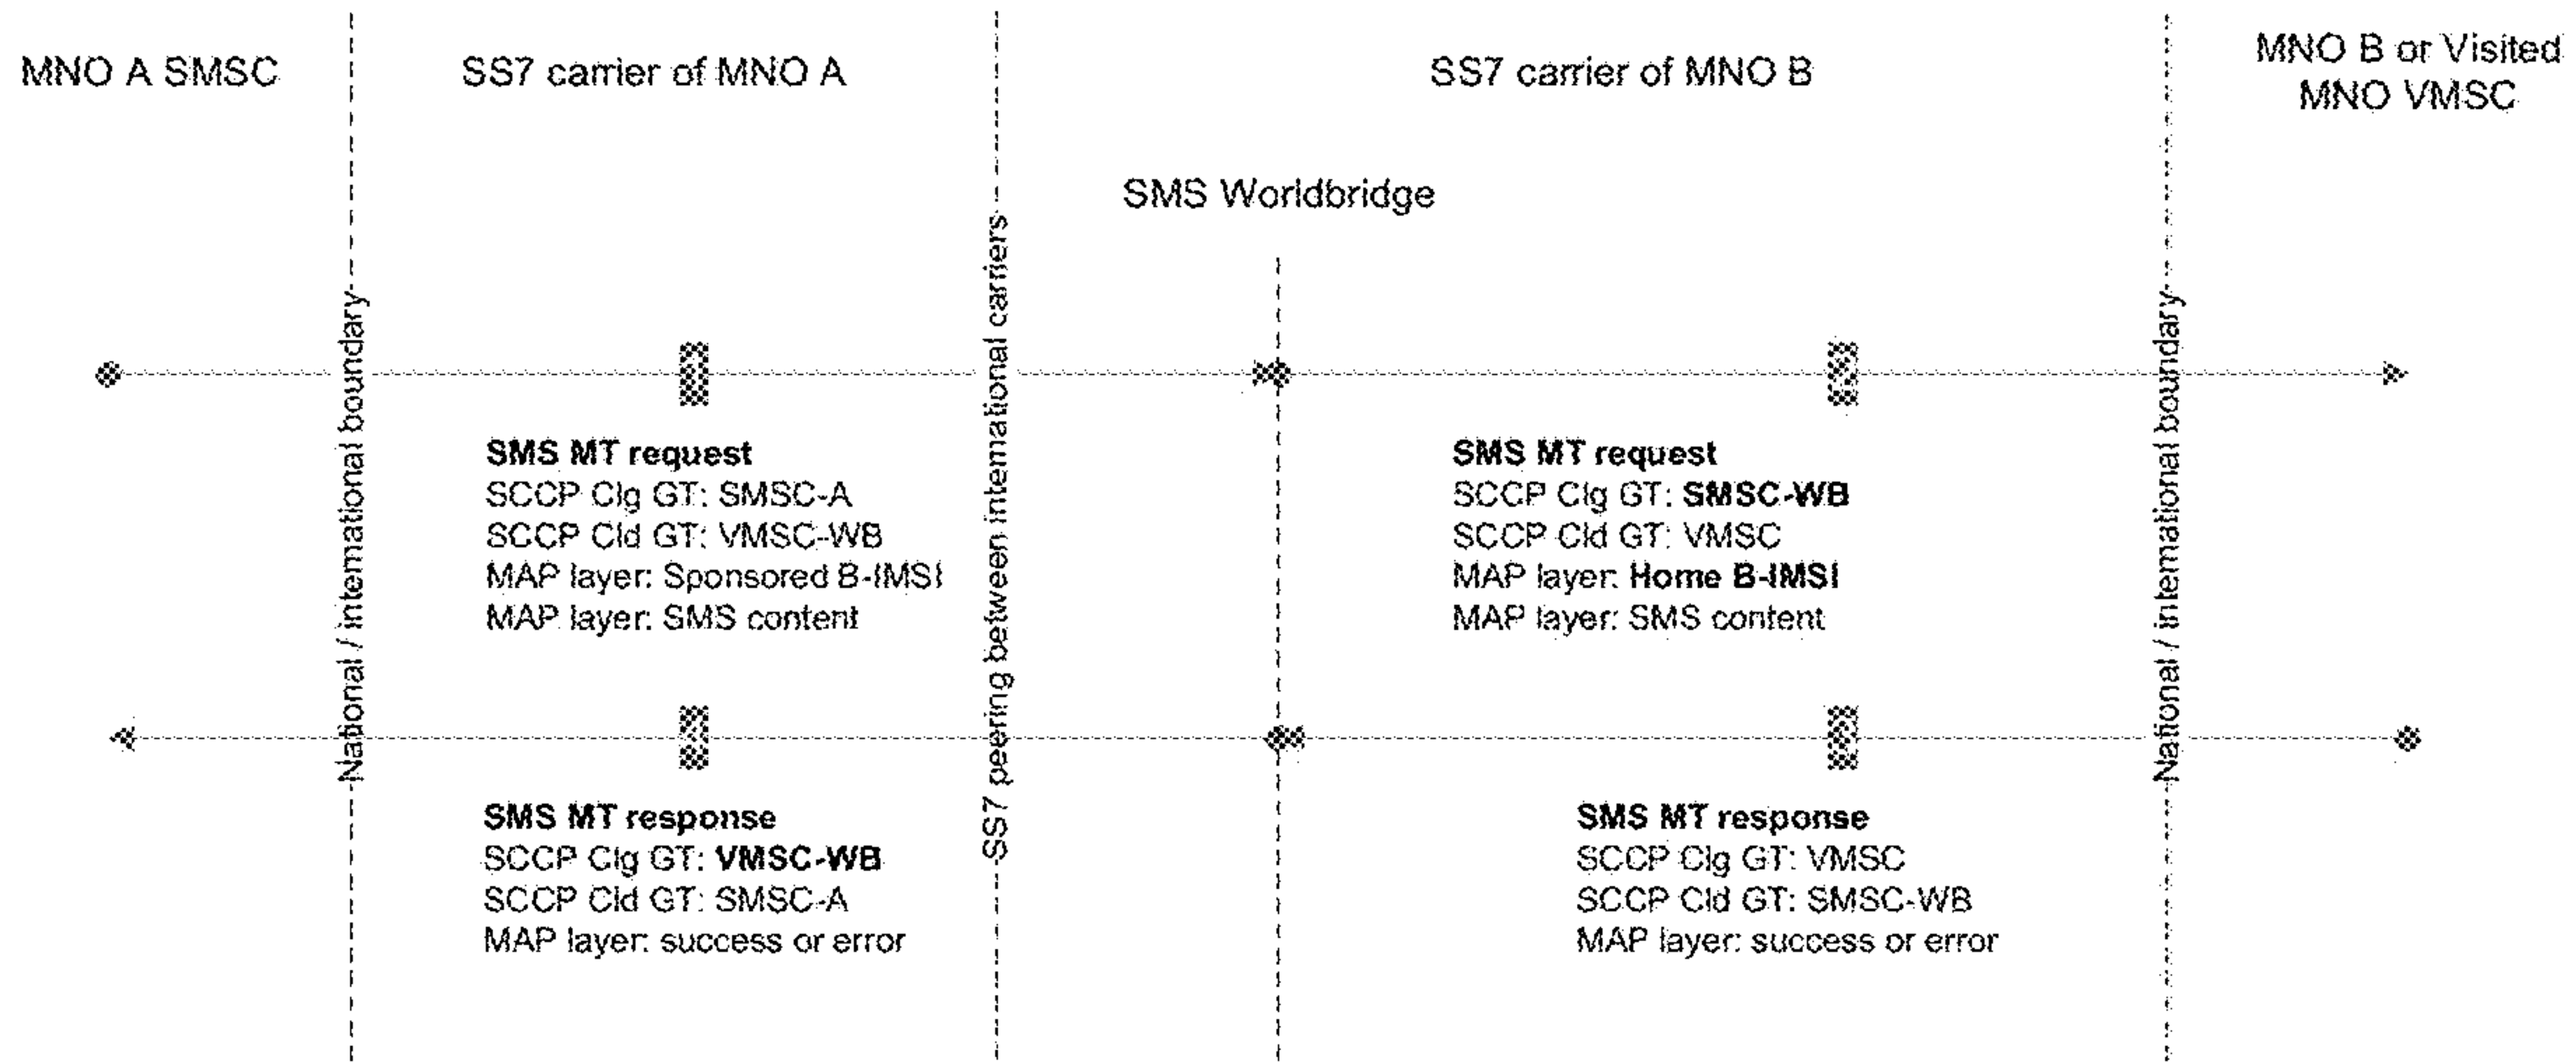 MNO A SMSC
SS7 carrier of MNO A
SS7 carrier of MNO B
MNO B or Visited
MNO VMSC
SMS Worldbridge
National / international boundary
SS7 peering between international carriers
National / international boundary
SMS MT request
SCCP Clg GT: SMSC-A
SCCP Cld GT: VMSC-WB
MAP layer: Sponsored B-IMSI
MAP layer: SMS content
SMS MT request
SCCP Clg GT: SMSC-WB
SCCP Cld GT: VMSC
MAP layer: Home B-IMSI
MAP layer: SMS content
SMS MT response
SCCP Clg GT: VMSC-WB
SCCP Cld GT: SMSC-A
MAP layer: success or error
SMS MT response
SCCP Clg GT: VMSC
SCCP Cld GT: SMSC-WB
MAP layer: success or error